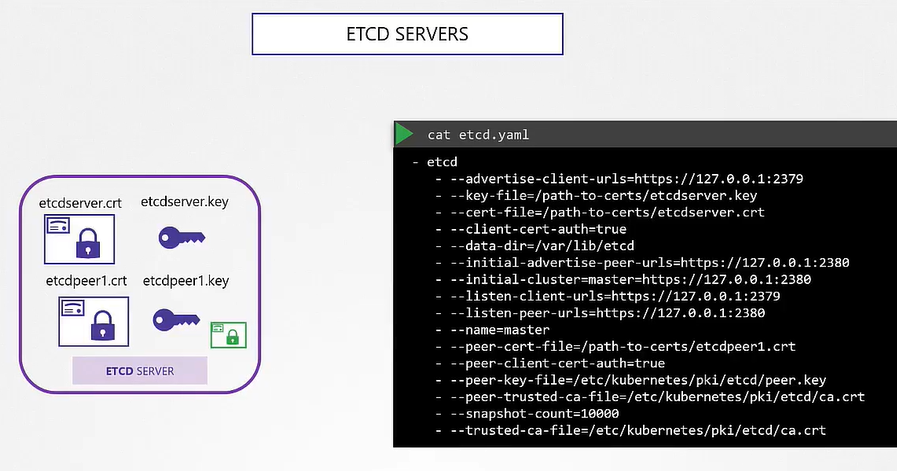 ETCD SERVERS
etcdserver.crt
etcdserver.key
etcdpeer1.crt
etcdpeer1.key
ETCD SERVER
cat etcd.yaml
- etcd
- --advertise-client-urls=https://127.0.0.1:2379
- --key-file=/path-to-certs/etcdserver.key
- --cert-file=/path-to-certs/etcdserver.crt
- --client-cert-auth=true
- --data-dir=/var/lib/etcd
- --initial-advertise-peer-urls=https://127.0.0.1:2380
- --initial-cluster=master=https://127.0.0.1:2380
- --listen-client-urls=https://127.0.0.1:2379
- --listen-peer-urls=https://127.0.0.1:2380
- --name=master
- --peer-cert-file=/path-to-certs/etcdpeer1.crt
- --peer-client-cert-auth=true
- --peer-key-file=/etc/kubernetes/pki/etcd/peer.key
- --peer-trusted-ca-file=/etc/kubernetes/pki/etcd/ca.crt
- --snapshot-count=10000
- --trusted-ca-file=/etc/kubernetes/pki/etcd/ca.crt